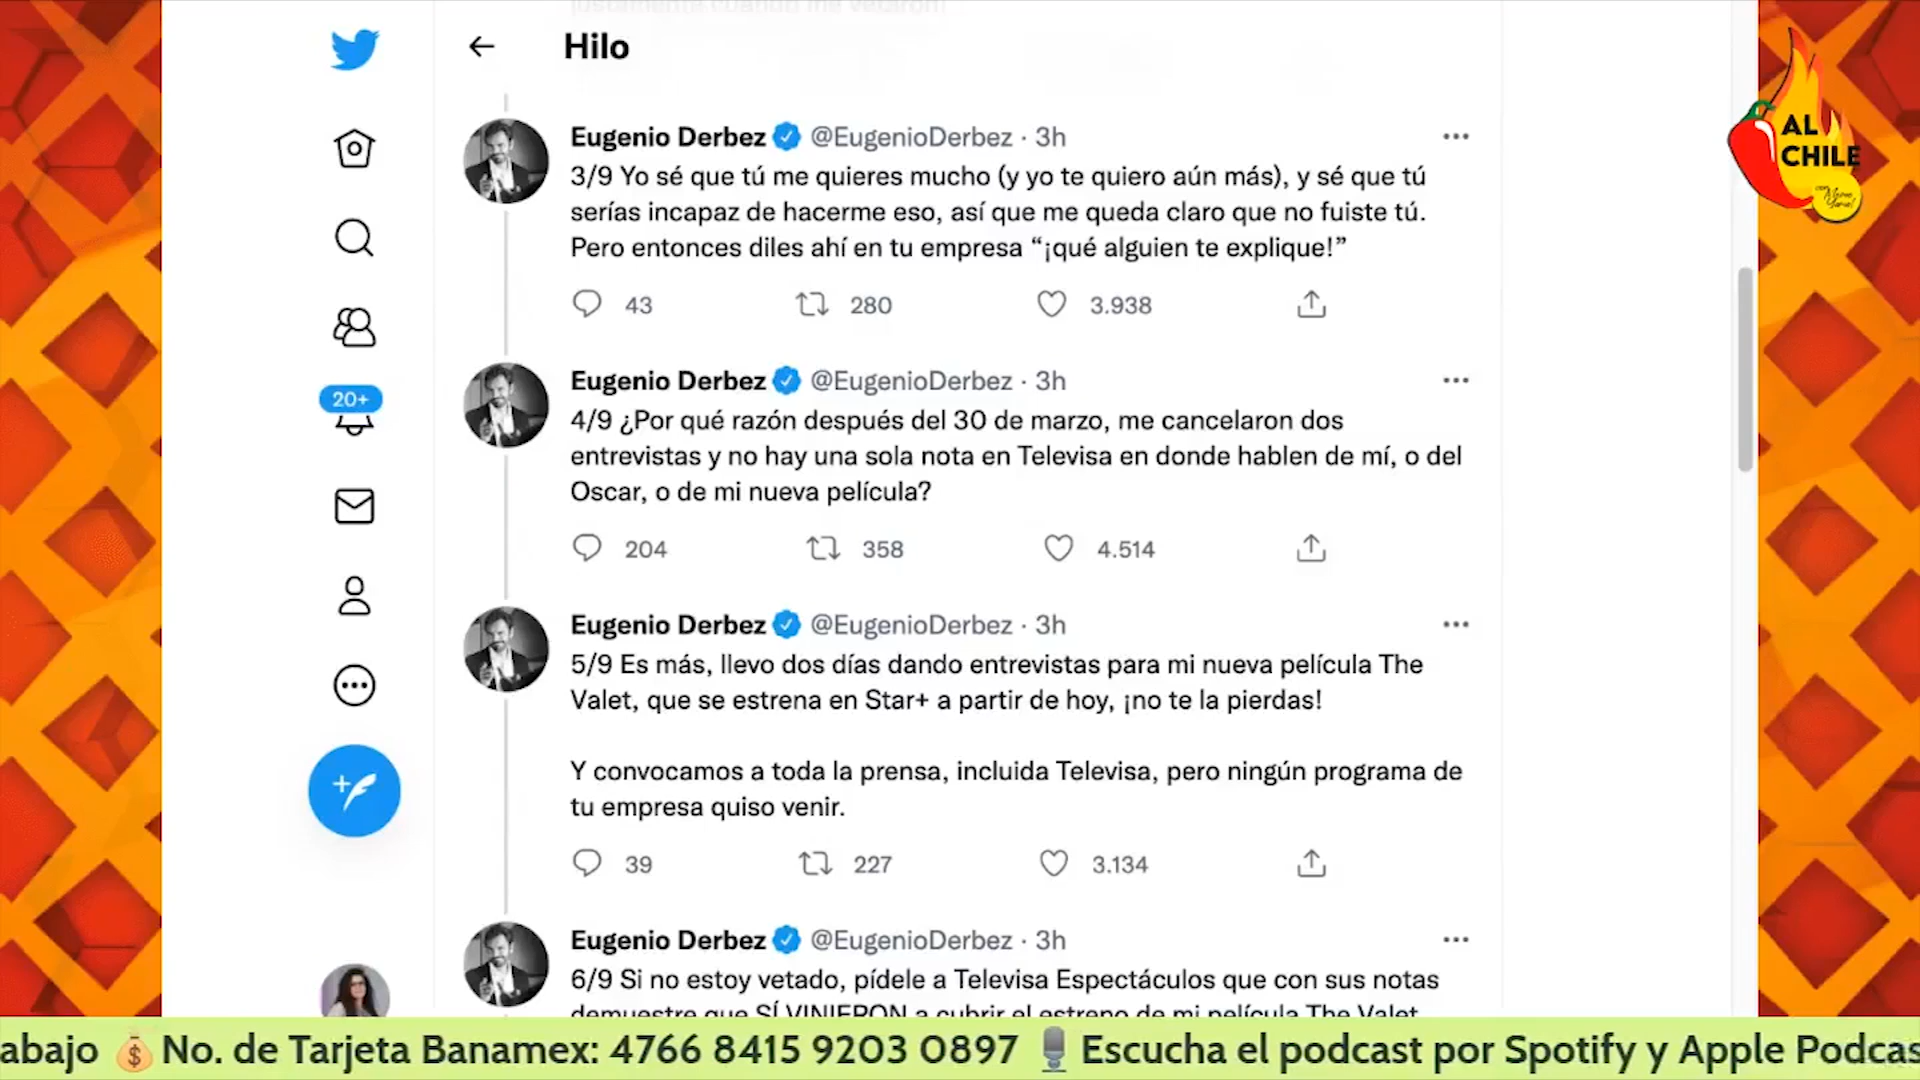 Hilo
AL
CHILE
Eugenio Derbez @EugenioDerbez · 3h
3/9 Yo sé que tú me quieres mucho (y yo te quiero aún más), y sé que tú
serías incapaz de hacerme eso, así que me queda claro que no fuiste tú.
Pero entonces diles ahí en tu empresa “¡qué alguien te explique!”
43 280 3.938
Eugenio Derbez @EugenioDerbez · 3h
4/9 ¿Por qué razón después del 30 de marzo, me cancelaron dos
entrevistas y no hay una sola nota en Televisa en donde hablen de mí, o del
Oscar, o de mi nueva película?
20+
204 358 4.514
Eugenio Derbez @EugenioDerbez · 3h
5/9 Es más, llevo dos días dando entrevistas para mi nueva película The
Valet, que se estrena en Star+ a partir de hoy, ¡no te la pierdas!
Y convocamos a toda la prensa, incluida Televisa, pero ningún programa de
tu empresa quiso venir.
39 227 3.134
Eugenio Derbez @EugenioDerbez · 3h
6/9 Si no estoy vetado, pídele a Televisa Espectáculos que con sus notas
demuestre que SÍ VINIERON a cubrir el estreno de mi película The Valet
abajo 💰 No. de Tarjeta Banamex: 4766 8415 9203 0897 🎙️ Escucha el podcast por Spotify y Apple Podcas